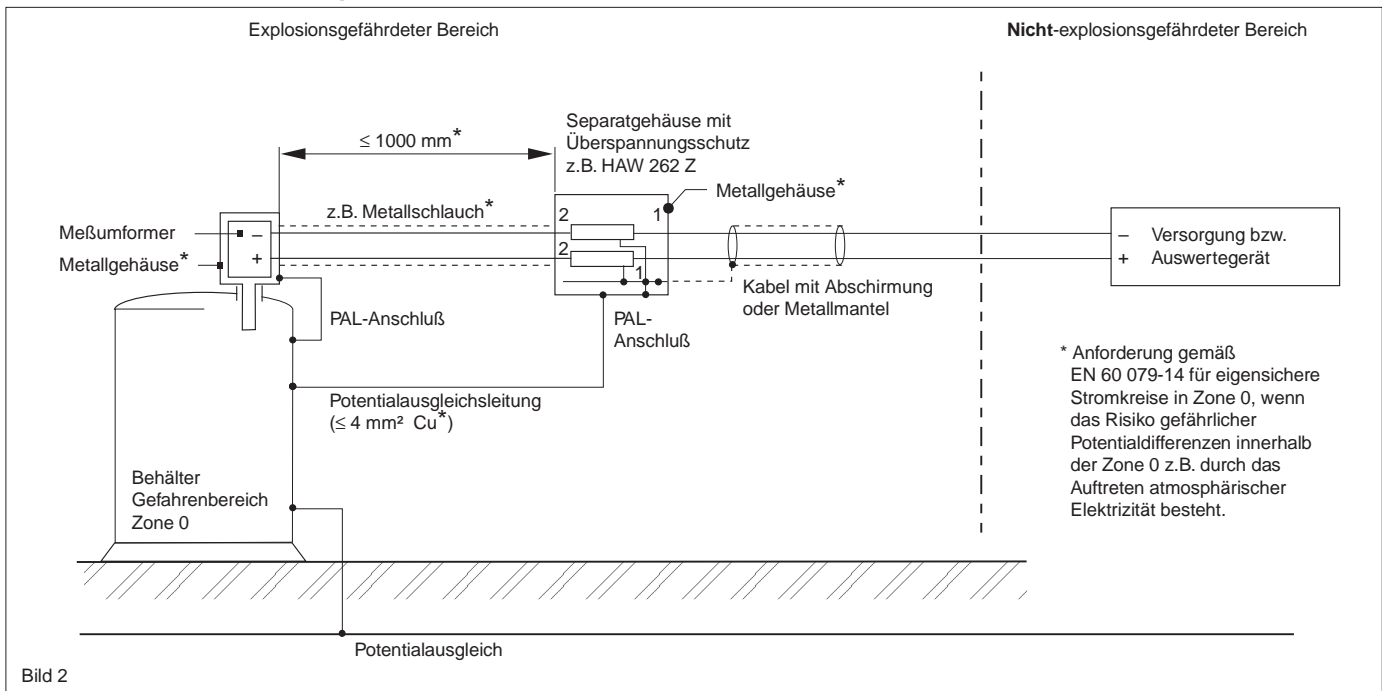 Explosionsgefährdeter Bereich
Nicht-explosionsgefährdeter Bereich
≤ 1000 mm*
Separatgehäuse mit
Überspannungsschutz
z.B. HAW 262 Z
Metallgehäuse*
z.B. Metallschlauch*
2
1
Meßumformer
–
–
Versorgung bzw.
2
Metallgehäuse*
+
+
Auswertegerät
1
Kabel mit Abschirmung
oder Metallmantel
PAL-Anschluß
PAL-
Anschluß
* Anforderung gemäß
EN 60 079-14 für eigensichere
Stromkreise in Zone 0, wenn
das Risiko gefährlicher
Potentialdifferenzen innerhalb
der Zone 0 z.B. durch das
Auftreten atmosphärischer
Elektrizität besteht.
Potentialausgleichsleitung
(≤ 4 mm² Cu*)
Behälter
Gefahrenbereich
Zone 0
Potentialausgleich
Bild 2